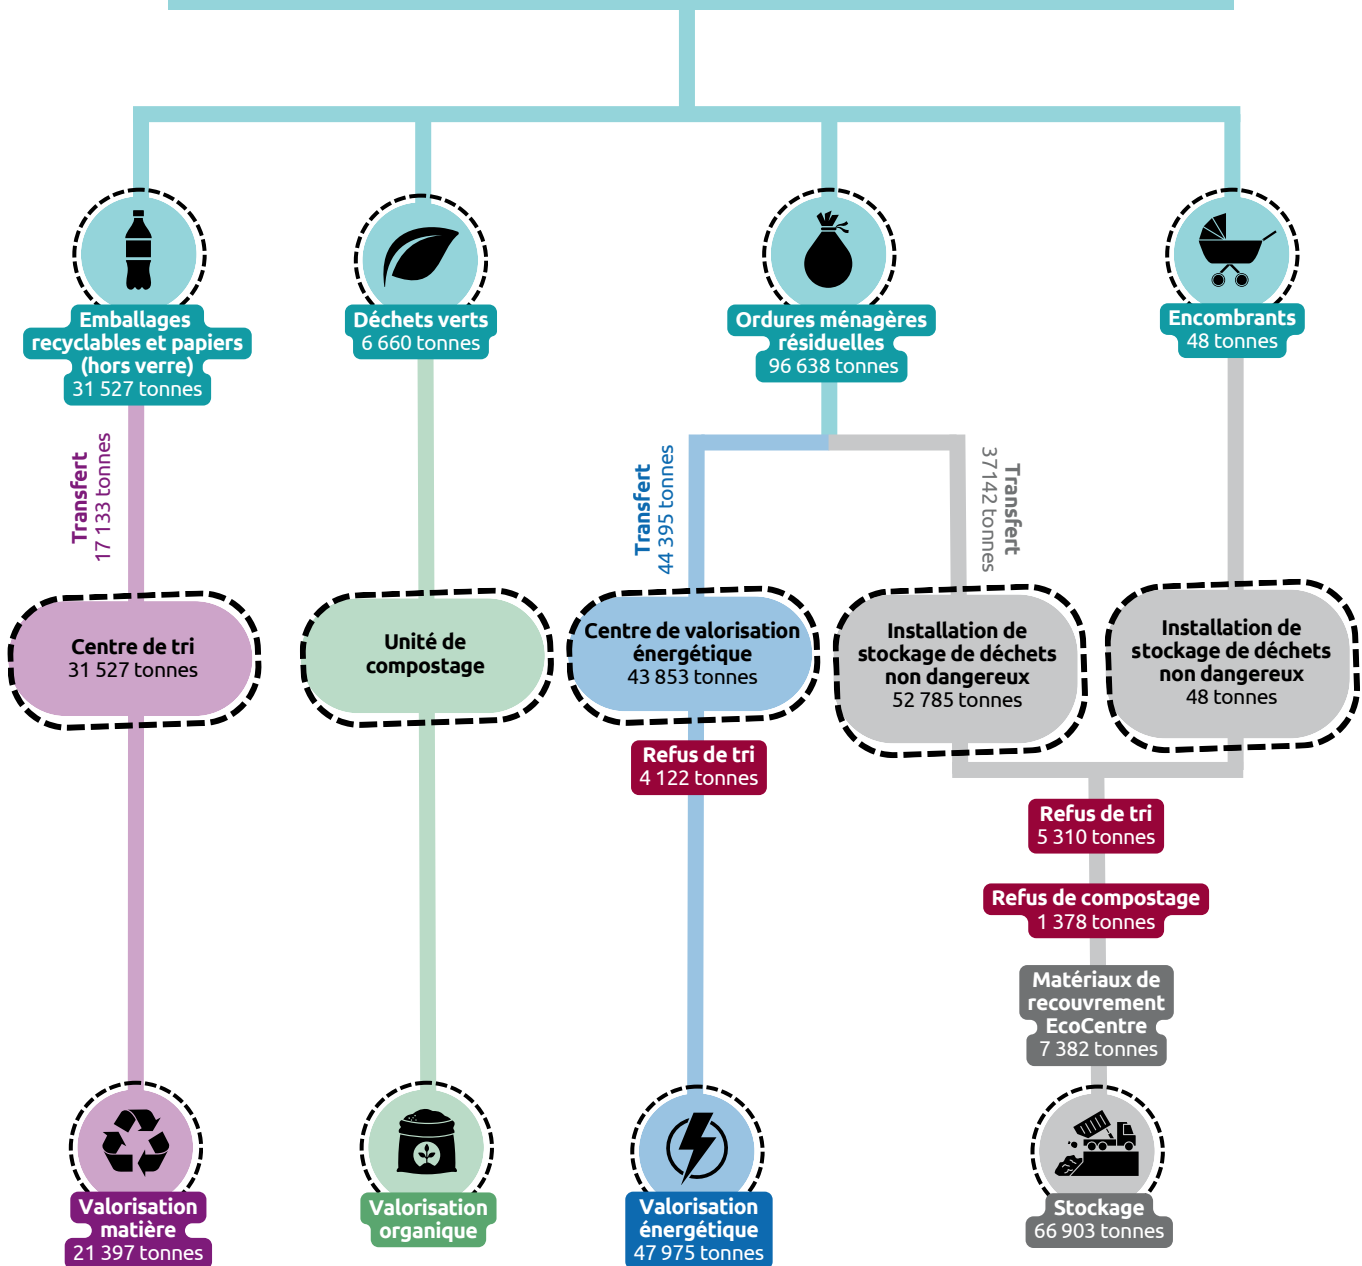 Emballages
recyclables et papiers
(hors verre)
31 527 tonnes
Déchets verts
6 660 tonnes
Ordures ménagères
résiduelles
96 638 tonnes
Encombrants
48 tonnes
Transfert
17 133 tonnes
Transfert
44 395 tonnes
Transfert
37142 tonnes
Centre de tri
31 527 tonnes
Unité de
compostage
Centre de valorisation
énergétique
43 853 tonnes
Installation de
stockage de déchets
non dangereux
52 785 tonnes
Installation de
stockage de déchets
non dangereux
48 tonnes
Refus de tri
4 122 tonnes
Refus de tri
5 310 tonnes
Refus de compostage
1 378 tonnes
Matériaux de
recouvrement
EcoCentre
7 382 tonnes
Valorisation
matière
21 397 tonnes
Valorisation
organique
Valorisation
énergétique
47 975 tonnes
Stockage
66 903 tonnes